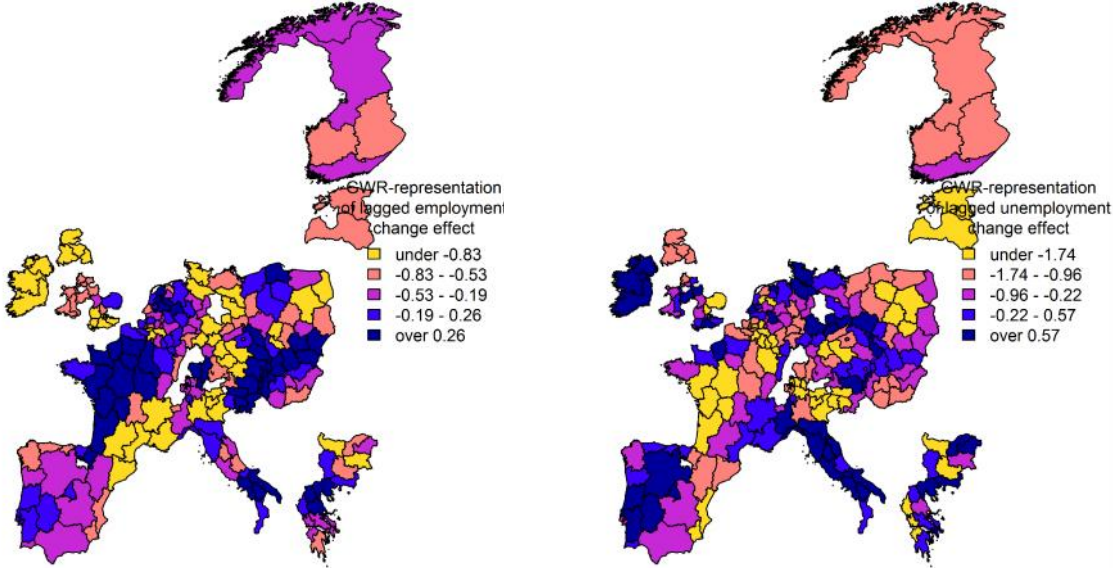 GWR-representation
of lagged employment
change effect
under -0.83
-0.83 - -0.53
-0.53 - -0.19
-0.19 - 0.26
over 0.26
GWR-representation
of lagged unemployment
change effect
under -1.74
-1.74 - -0.96
-0.96 - -0.22
-0.22 - 0.57
over 0.57